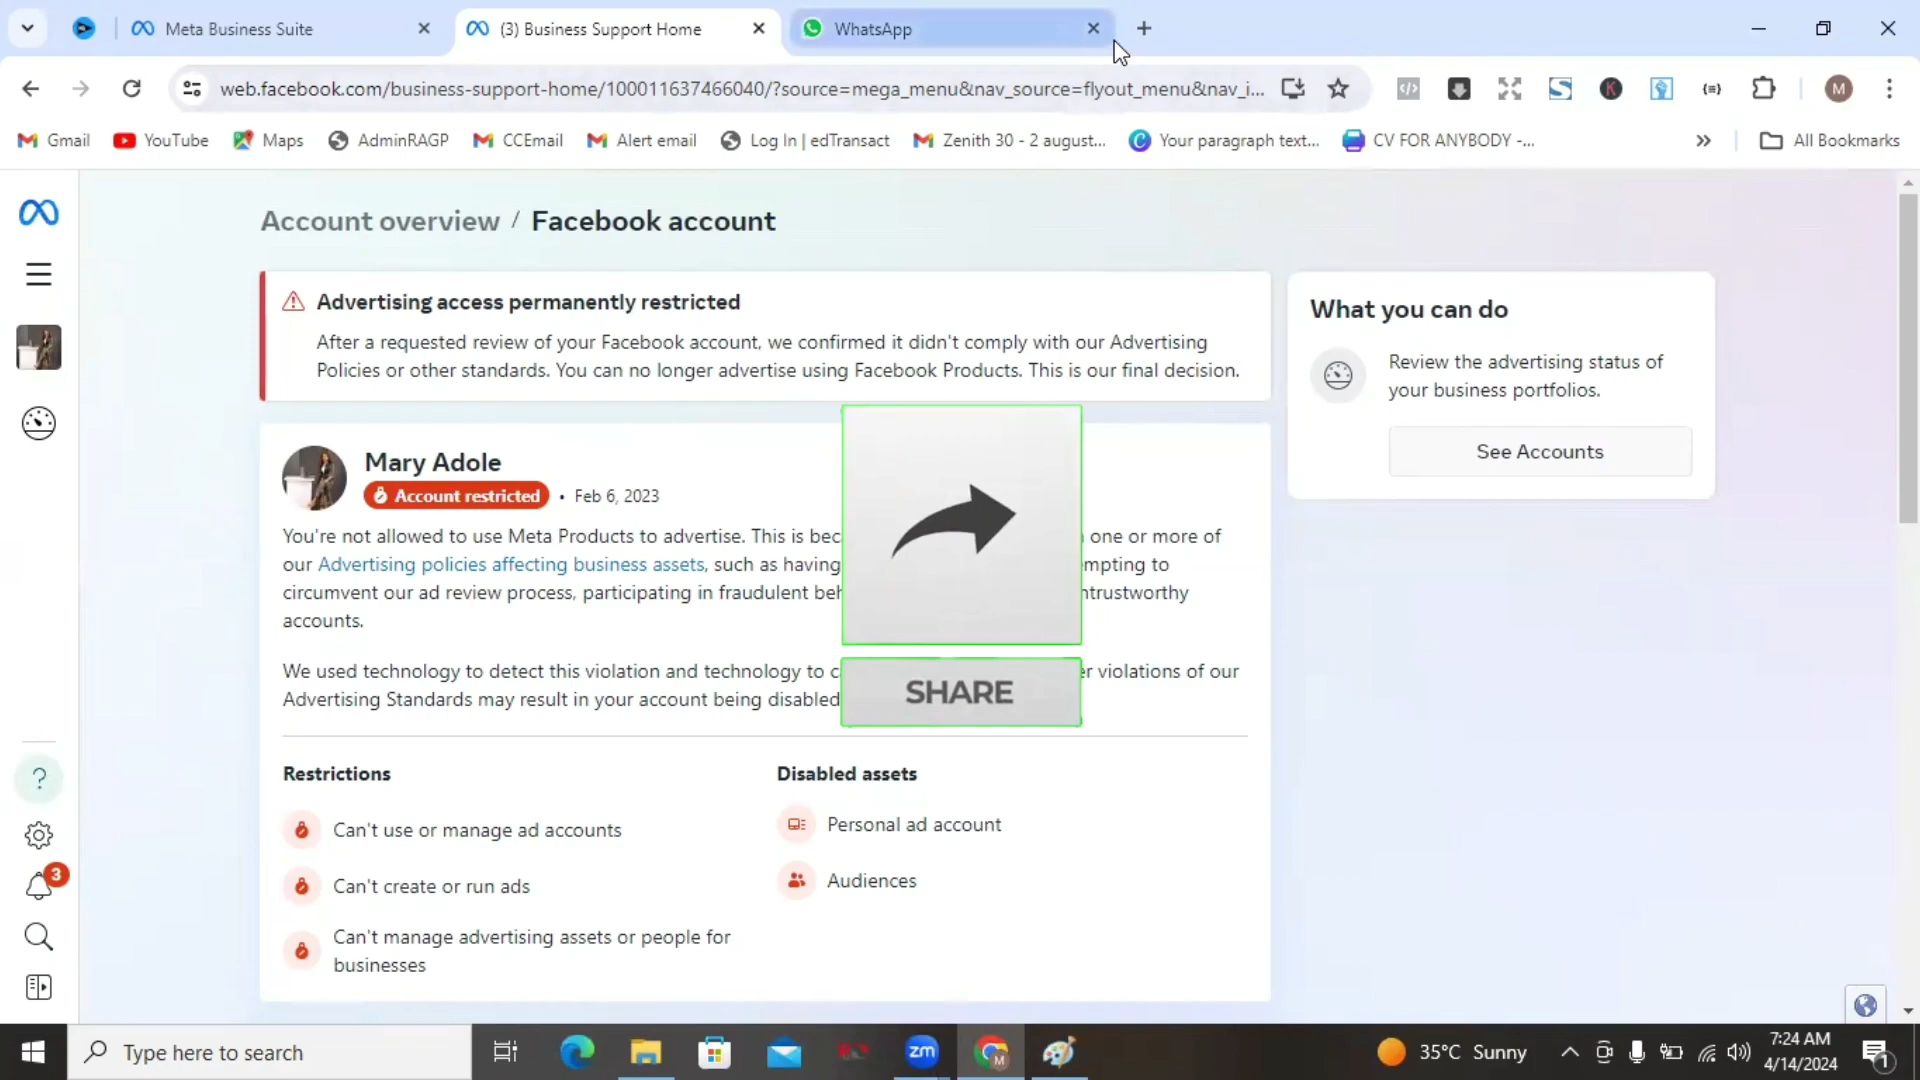 Meta Business Suite
(3) Business Support Home
WhatsApp
web.facebook.com/business-support-home/100011637466040/?source=mega_menu&nav_source=flyout_menu&nav_i...
Gmail
YouTube
Maps
AdminRAGP
CCEmail
Alert email
Log In | edTransact
Zenith 30 - 2 august...
Your paragraph text...
CV FOR ANYBODY -...
All Bookmarks
M
Account overview / Facebook account
Advertising access permanently restricted
After a requested review of your Facebook account, we confirmed it didn't comply with our Advertising
Policies or other standards. You can no longer advertise using Facebook Products. This is our final decision.
What you can do
Review the advertising status of
your business portfolios.
See Accounts
Mary Adole
Account restricted • Feb 6, 2023
You're not allowed to use Meta Products to advertise. This is bec one or more of
our Advertising policies affecting business assets, such as having mpting to
circumvent our ad review process, participating in fraudulent beh ntrustworthy
accounts.
We used technology to detect this violation and technology to c r violations of our
Advertising Standards may result in your account being disabled
SHARE
Restrictions
Can't use or manage ad accounts
Can't create or run ads
Can't manage advertising assets or people for
businesses
Disabled assets
Personal ad account
Audiences
3
Type here to search
zm
M
35°C Sunny
7:24 AM
4/14/2024
1